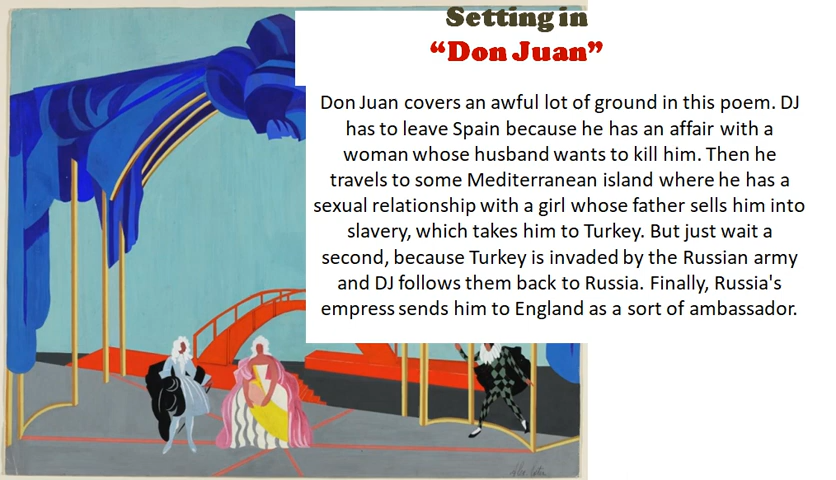 Setting in
“Don Juan”
Don Juan covers an awful lot of ground in this poem. DJ
has to leave Spain because he has an affair with a
woman whose husband wants to kill him. Then he
travels to some Mediterranean island where he has a
sexual relationship with a girl whose father sells him into
slavery, which takes him to Turkey. But just wait a
second, because Turkey is invaded by the Russian army
and DJ follows them back to Russia. Finally, Russia's
empress sends him to England as a sort of ambassador.